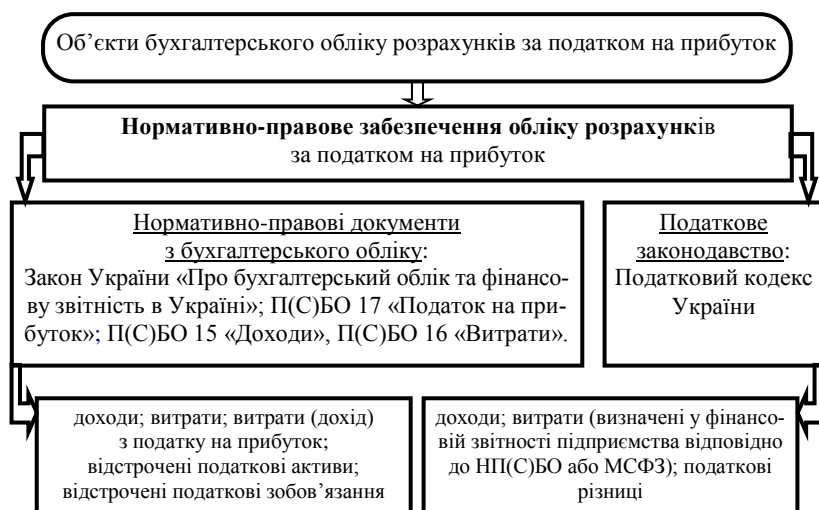 Об’єкти бухгалтерського обліку розрахунків за податком на прибуток
Нормативно-правове забезпечення обліку розрахунків
за податком на прибуток
Нормативно-правові документи
з бухгалтерського обліку:
Закон України «Про бухгалтерський облік та фінансо-
ву звітність в Україні»; П(С)БО 17 «Податок на при-
буток»; П(С)БО 15 «Доходи», П(С)БО 16 «Витрати».
Податкове
законодавство:
Податковий кодекс
України
доходи; витрати; витрати (дохід)
з податку на прибуток;
відстрочені податкові активи;
відстрочені податкові зобов’язання
доходи; витрати (визначені у фінансо-
вій звітності підприємства відповідно
до НП(С)БО або МСФЗ); податкові
різниці